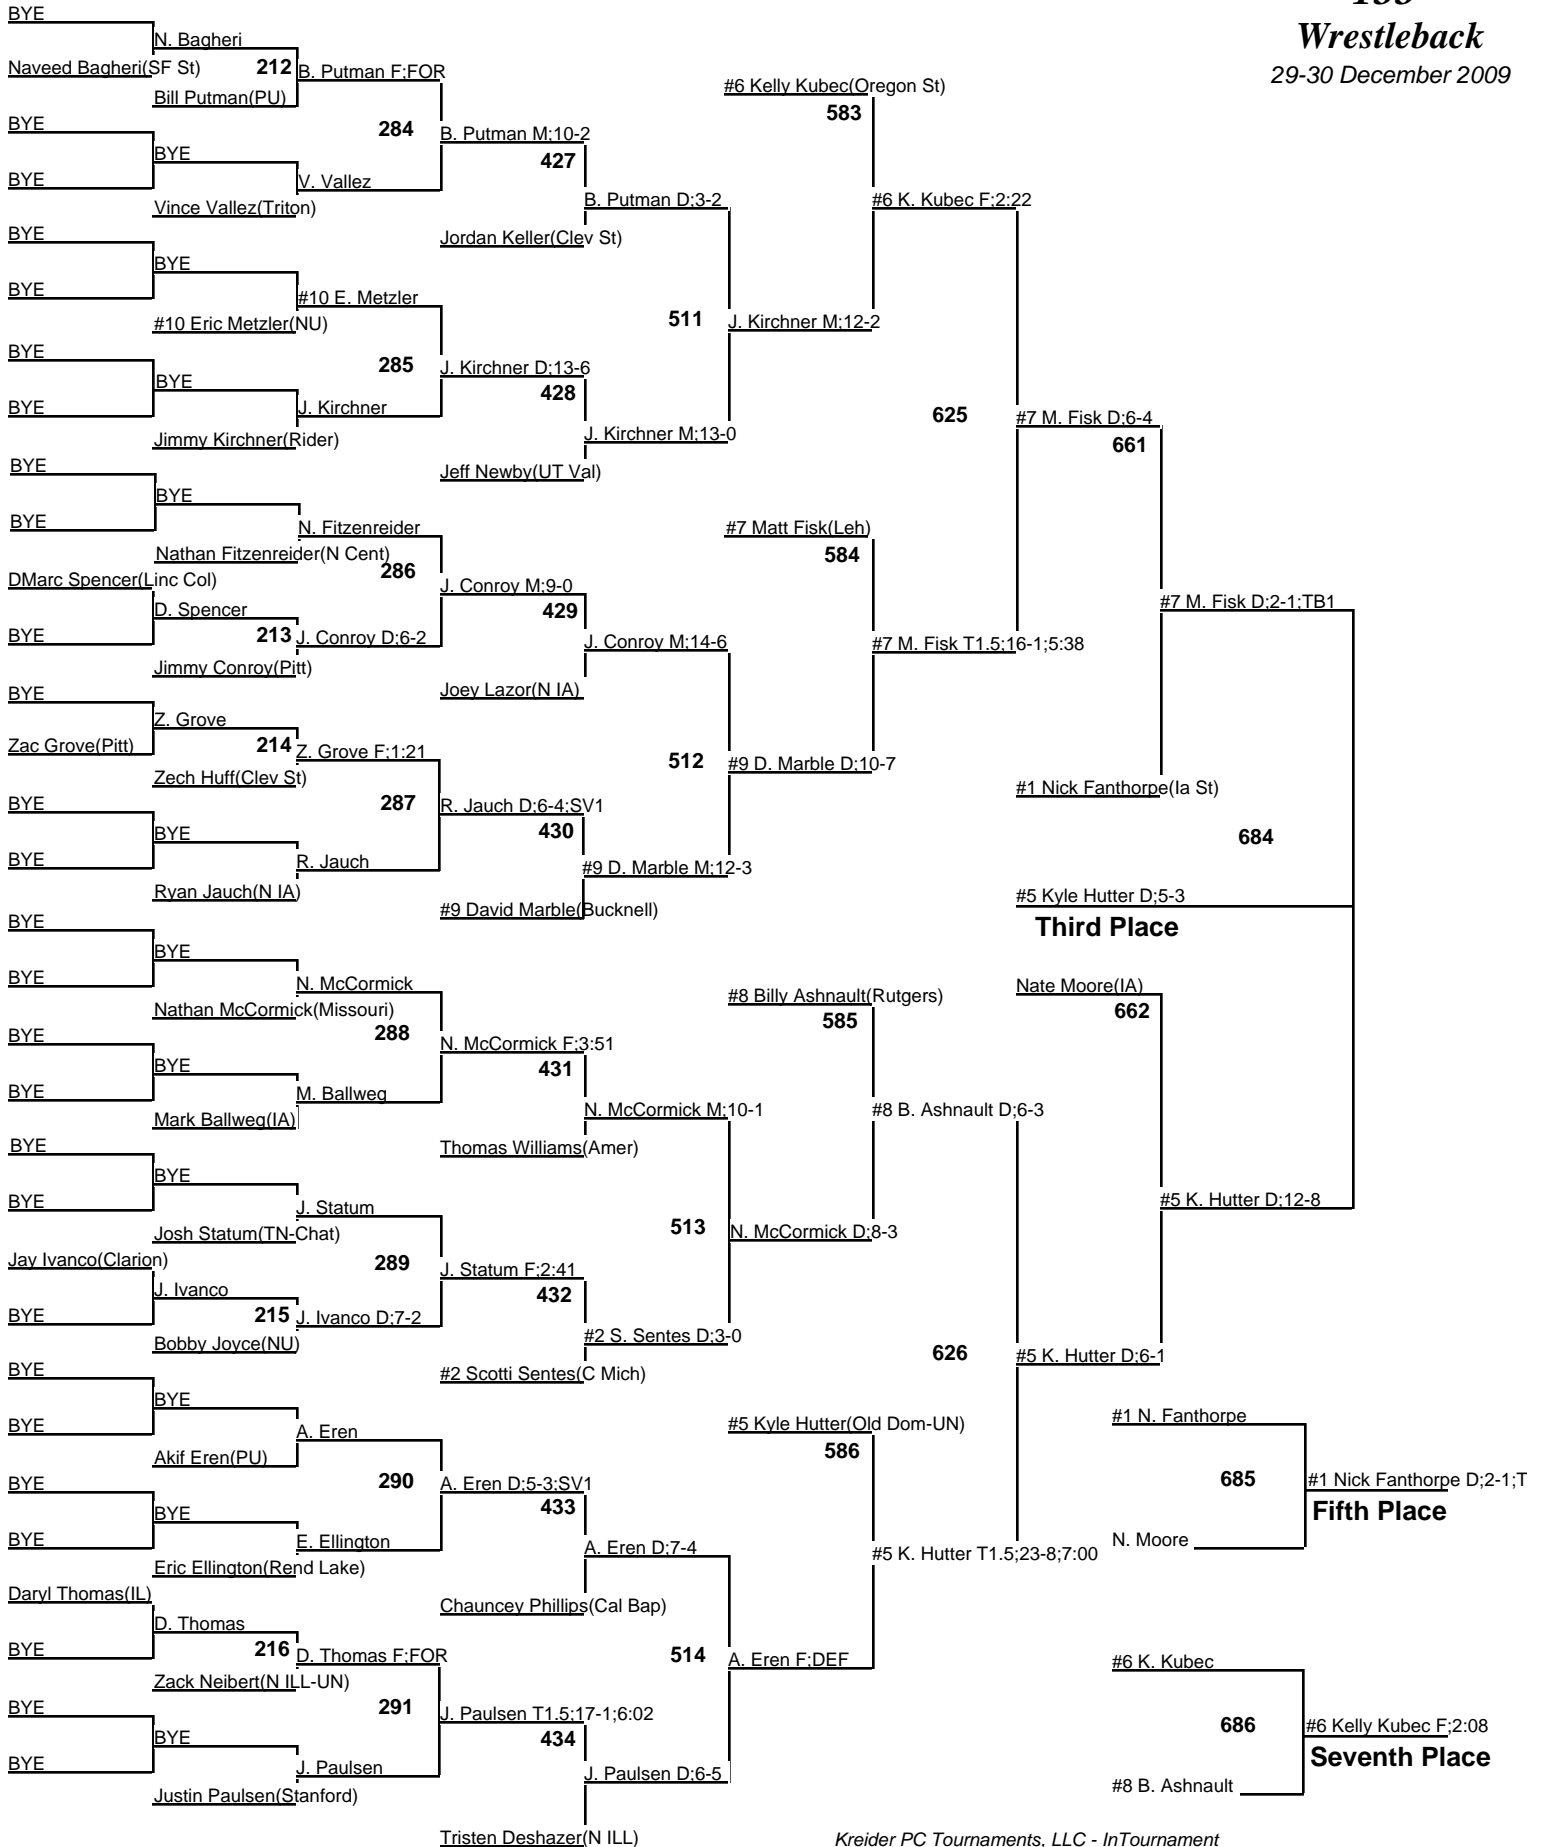 Wrestleback
29-30 December 2009
BYE
N. Bagheri
Naveed Bagheri(SF St)
212
B. Putman F;FOR
Bill Putman(PU)
BYE
284
B. Putman M;10-2
BYE
427
BYE
V. Vallez
Vince Vallez(Triton)
B. Putman D;3-2
Jordan Keller(Clev St)
BYE
BYE
BYE
#10 E. Metzler
#10 Eric Metzler(NU)
511
J. Kirchner M;12-2
BYE
285
J. Kirchner D;13-6
BYE
428
BYE
J. Kirchner
Jimmy Kirchner(Rider)
J. Kirchner M;13-0
Jeff Newby(UT Val)
#6 Kelly Kubec(Oregon St)
583
#6 K. Kubec F;2:22
625
#7 M. Fisk D;6-4
661
BYE
BYE
BYE
N. Fitzenreider
Nathan Fitzenreider(N Cent)
286
DMarc Spencer(Linc Col)
J. Conroy M;9-0
D. Spencer
429
BYE
213
J. Conroy D;6-2
Jimmy Conroy(Pitt)
J. Conroy M;14-6
Joey Lazor(N IA)
#7 Matt Fisk(Leh)
584
#7 M. Fisk T1.5;16-1;5:38
#7 M. Fisk D;2-1;TB1
BYE
Z. Grove
Zac Grove(Pitt)
214
Z. Grove F;1:21
Zech Huff(Clev St)
512
#9 D. Marble D;10-7
BYE
287
R. Jauch D;6-4;SV1
BYE
430
BYE
R. Jauch
Ryan Jauch(N IA)
#9 D. Marble M;12-3
#9 David Marble(Bucknell)
#1 Nick Fanthorpe(Ia St)
684
#5 Kyle Hutter D;5-3
Third Place
BYE
BYE
BYE
N. McCormick
Nathan McCormick(Missouri)
288
BYE
N. McCormick F;3:51
BYE
431
BYE
M. Ballweg
Mark Ballweg(IA)
N. McCormick M;10-1
Thomas Williams(Amer)
#8 Billy Ashnault(Rutgers)
585
#8 B. Ashnault D;6-3
Nate Moore(IA)
662
BYE
BYE
BYE
J. Statum
Josh Statum(TN-Chat)
513
N. McCormick D;8-3
Jay Ivanco(Clarion)
289
J. Statum F;2:41
J. Ivanco
432
BYE
215
J. Ivanco D;7-2
Bobby Joyce(NU)
#2 S. Sentes D;3-0
#2 Scotti Sentes(C Mich)
626
#5 K. Hutter D;6-1
#5 K. Hutter D;12-8
BYE
BYE
BYE
A. Eren
Akif Eren(PU)
290
BYE
A. Eren D;5-3;SV1
BYE
433
BYE
E. Ellington
Eric Ellington(Rend Lake)
A. Eren D;7-4
Chauncey Phillips(Cal Bap)
#5 Kyle Hutter(Old Dom-UN)
586
#5 K. Hutter T1.5;23-8;7:00
#1 N. Fanthorpe
685
#1 Nick Fanthorpe D;2-1;T
Fifth Place
N. Moore
Daryl Thomas(IL)
D. Thomas
BYE
216
D. Thomas F;FOR
Zack Neibert(N ILL-UN)
514
A. Eren F;DEF
BYE
291
J. Paulsen T1.5;17-1;6:02
BYE
434
BYE
J. Paulsen
Justin Paulsen(Stanford)
J. Paulsen D;6-5
Tristen Deshazer(N ILL)
#6 K. Kubec
686
#6 Kelly Kubec F;2:08
Seventh Place
#8 B. Ashnault
Kreider PC Tournaments, LLC - InTournament